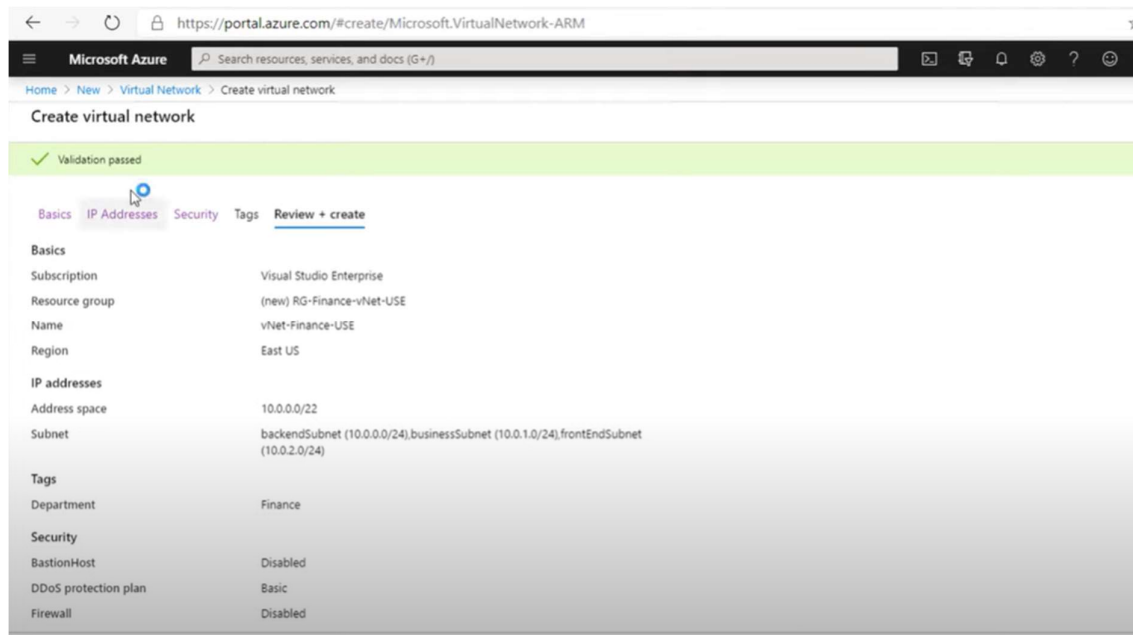 https://portal.azure.com/#create/Microsoft.VirtualNetwork-ARM
Microsoft Azure
Search resources, services, and docs (G+/)
Home > New > Virtual Network > Create virtual network
Create virtual network
Validation passed
Basics IP Addresses Security Tags Review + create
Basics
Subscription Visual Studio Enterprise
Resource group (new) RG-Finance-vNet-USE
Name vNet-Finance-USE
Region East US
IP addresses
Address space 10.0.0.0/22
Subnet backendSubnet (10.0.0.0/24),businessSubnet (10.0.1.0/24),frontEndSubnet
(10.0.2.0/24)
Tags
Department Finance
Security
BastionHost Disabled
DDoS protection plan Basic
Firewall Disabled